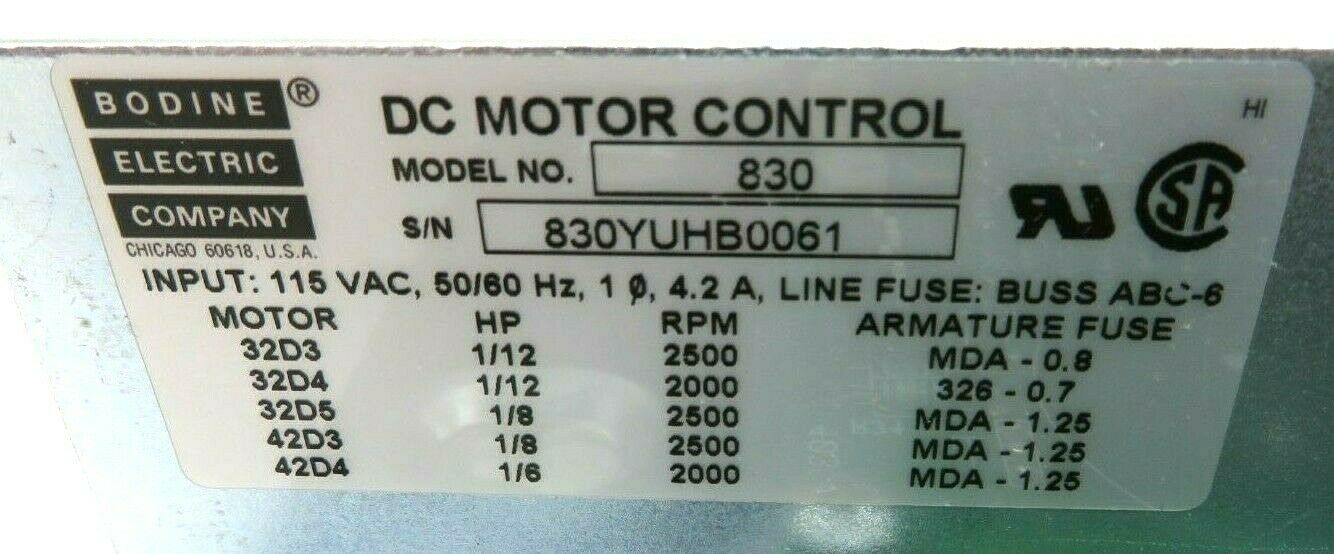 BODINE ®
ELECTRIC
COMPANY
CHICAGO 60618, U.S.A.
DC MOTOR CONTROL
HI
MODEL NO. 830
S/N 830YUHB0061
RU SA
INPUT: 115 VAC, 50/60 Hz, 1 Ø, 4.2 A, LINE FUSE: BUSS ABC-6
MOTOR HP RPM ARMATURE FUSE
32D3 1/12 2500 MDA - 0.8
32D4 1/12 2000 326 - 0.7
32D5 1/8 2500 MDA - 1.25
42D3 1/8 2500 MDA - 1.25
42D4 1/6 2000 MDA - 1.25